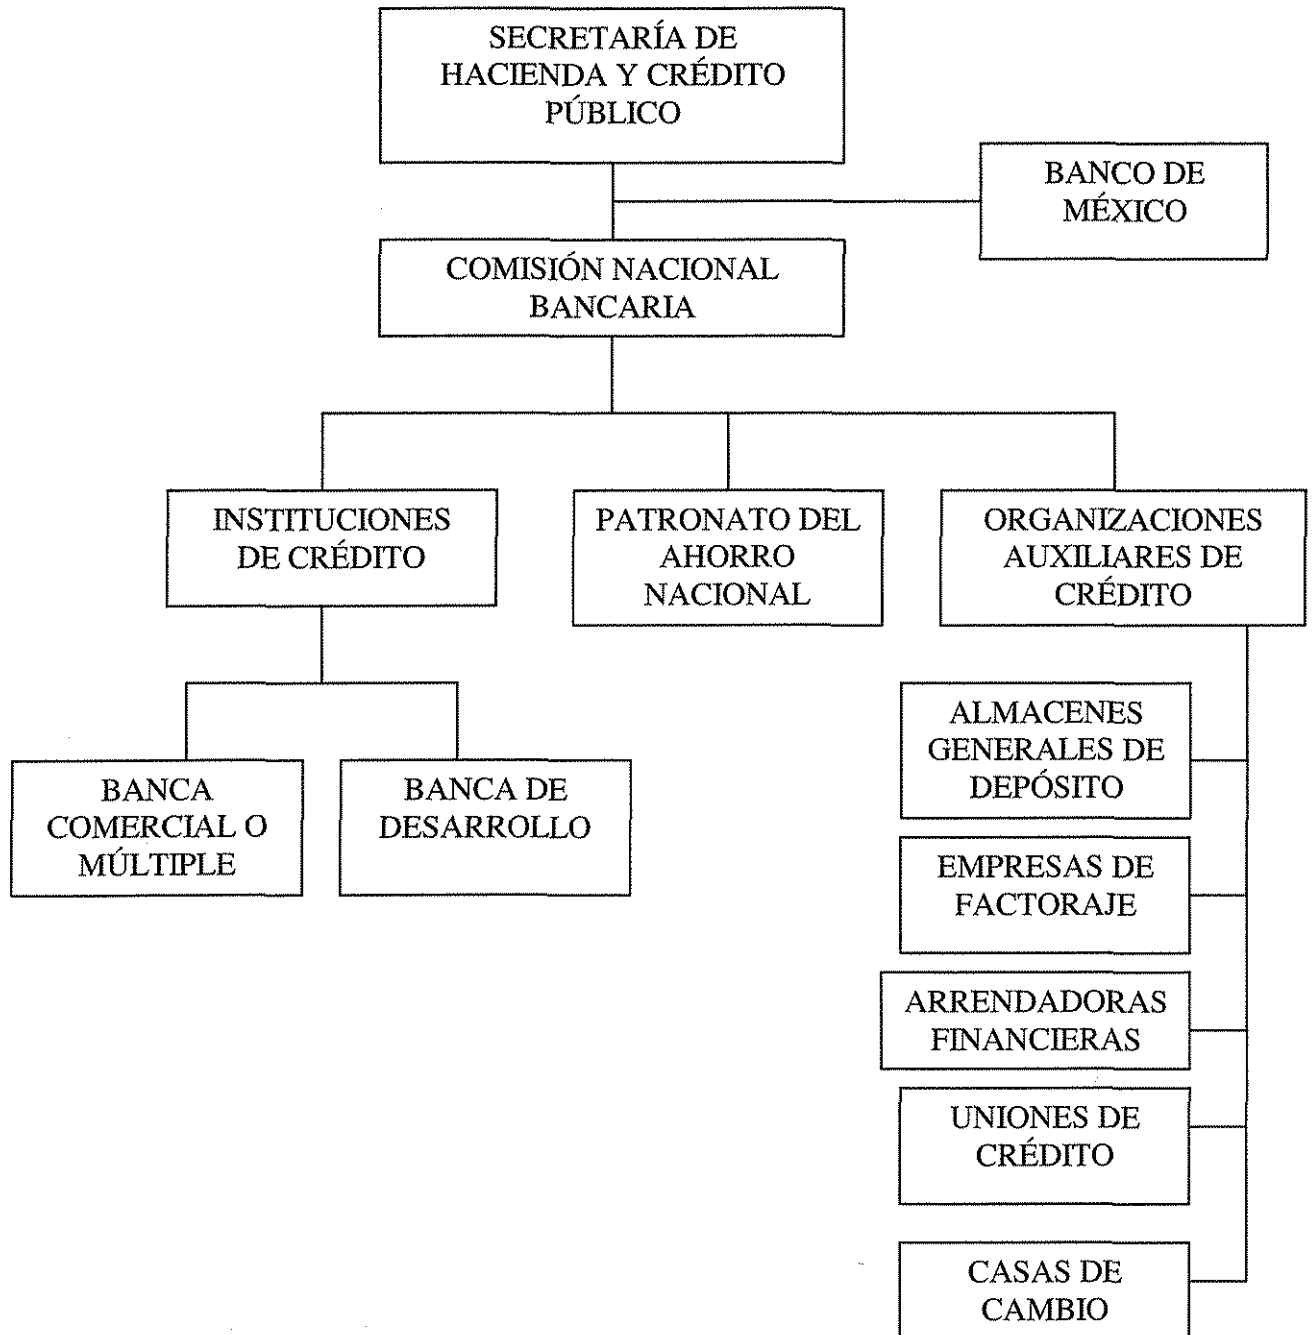 SECRETARÍA DE
HACIENDA Y CRÉDITO
PÚBLICO
BANCO DE
MÉXICO
COMISIÓN NACIONAL
BANCARIA
INSTITUCIONES
DE CRÉDITO
PATRONATO DEL
AHORRO
NACIONAL
ORGANIZACIONES
AUXILIARES DE
CRÉDITO
BANCA
COMERCIAL O
MÚLTIPLE
BANCA DE
DESARROLLO
ALMACENES
GENERALES DE
DEPÓSITO
EMPRESAS DE
FACTORAJE
ARRENDADORAS
FINANCIERAS
UNIONES DE
CRÉDITO
CASAS DE
CAMBIO